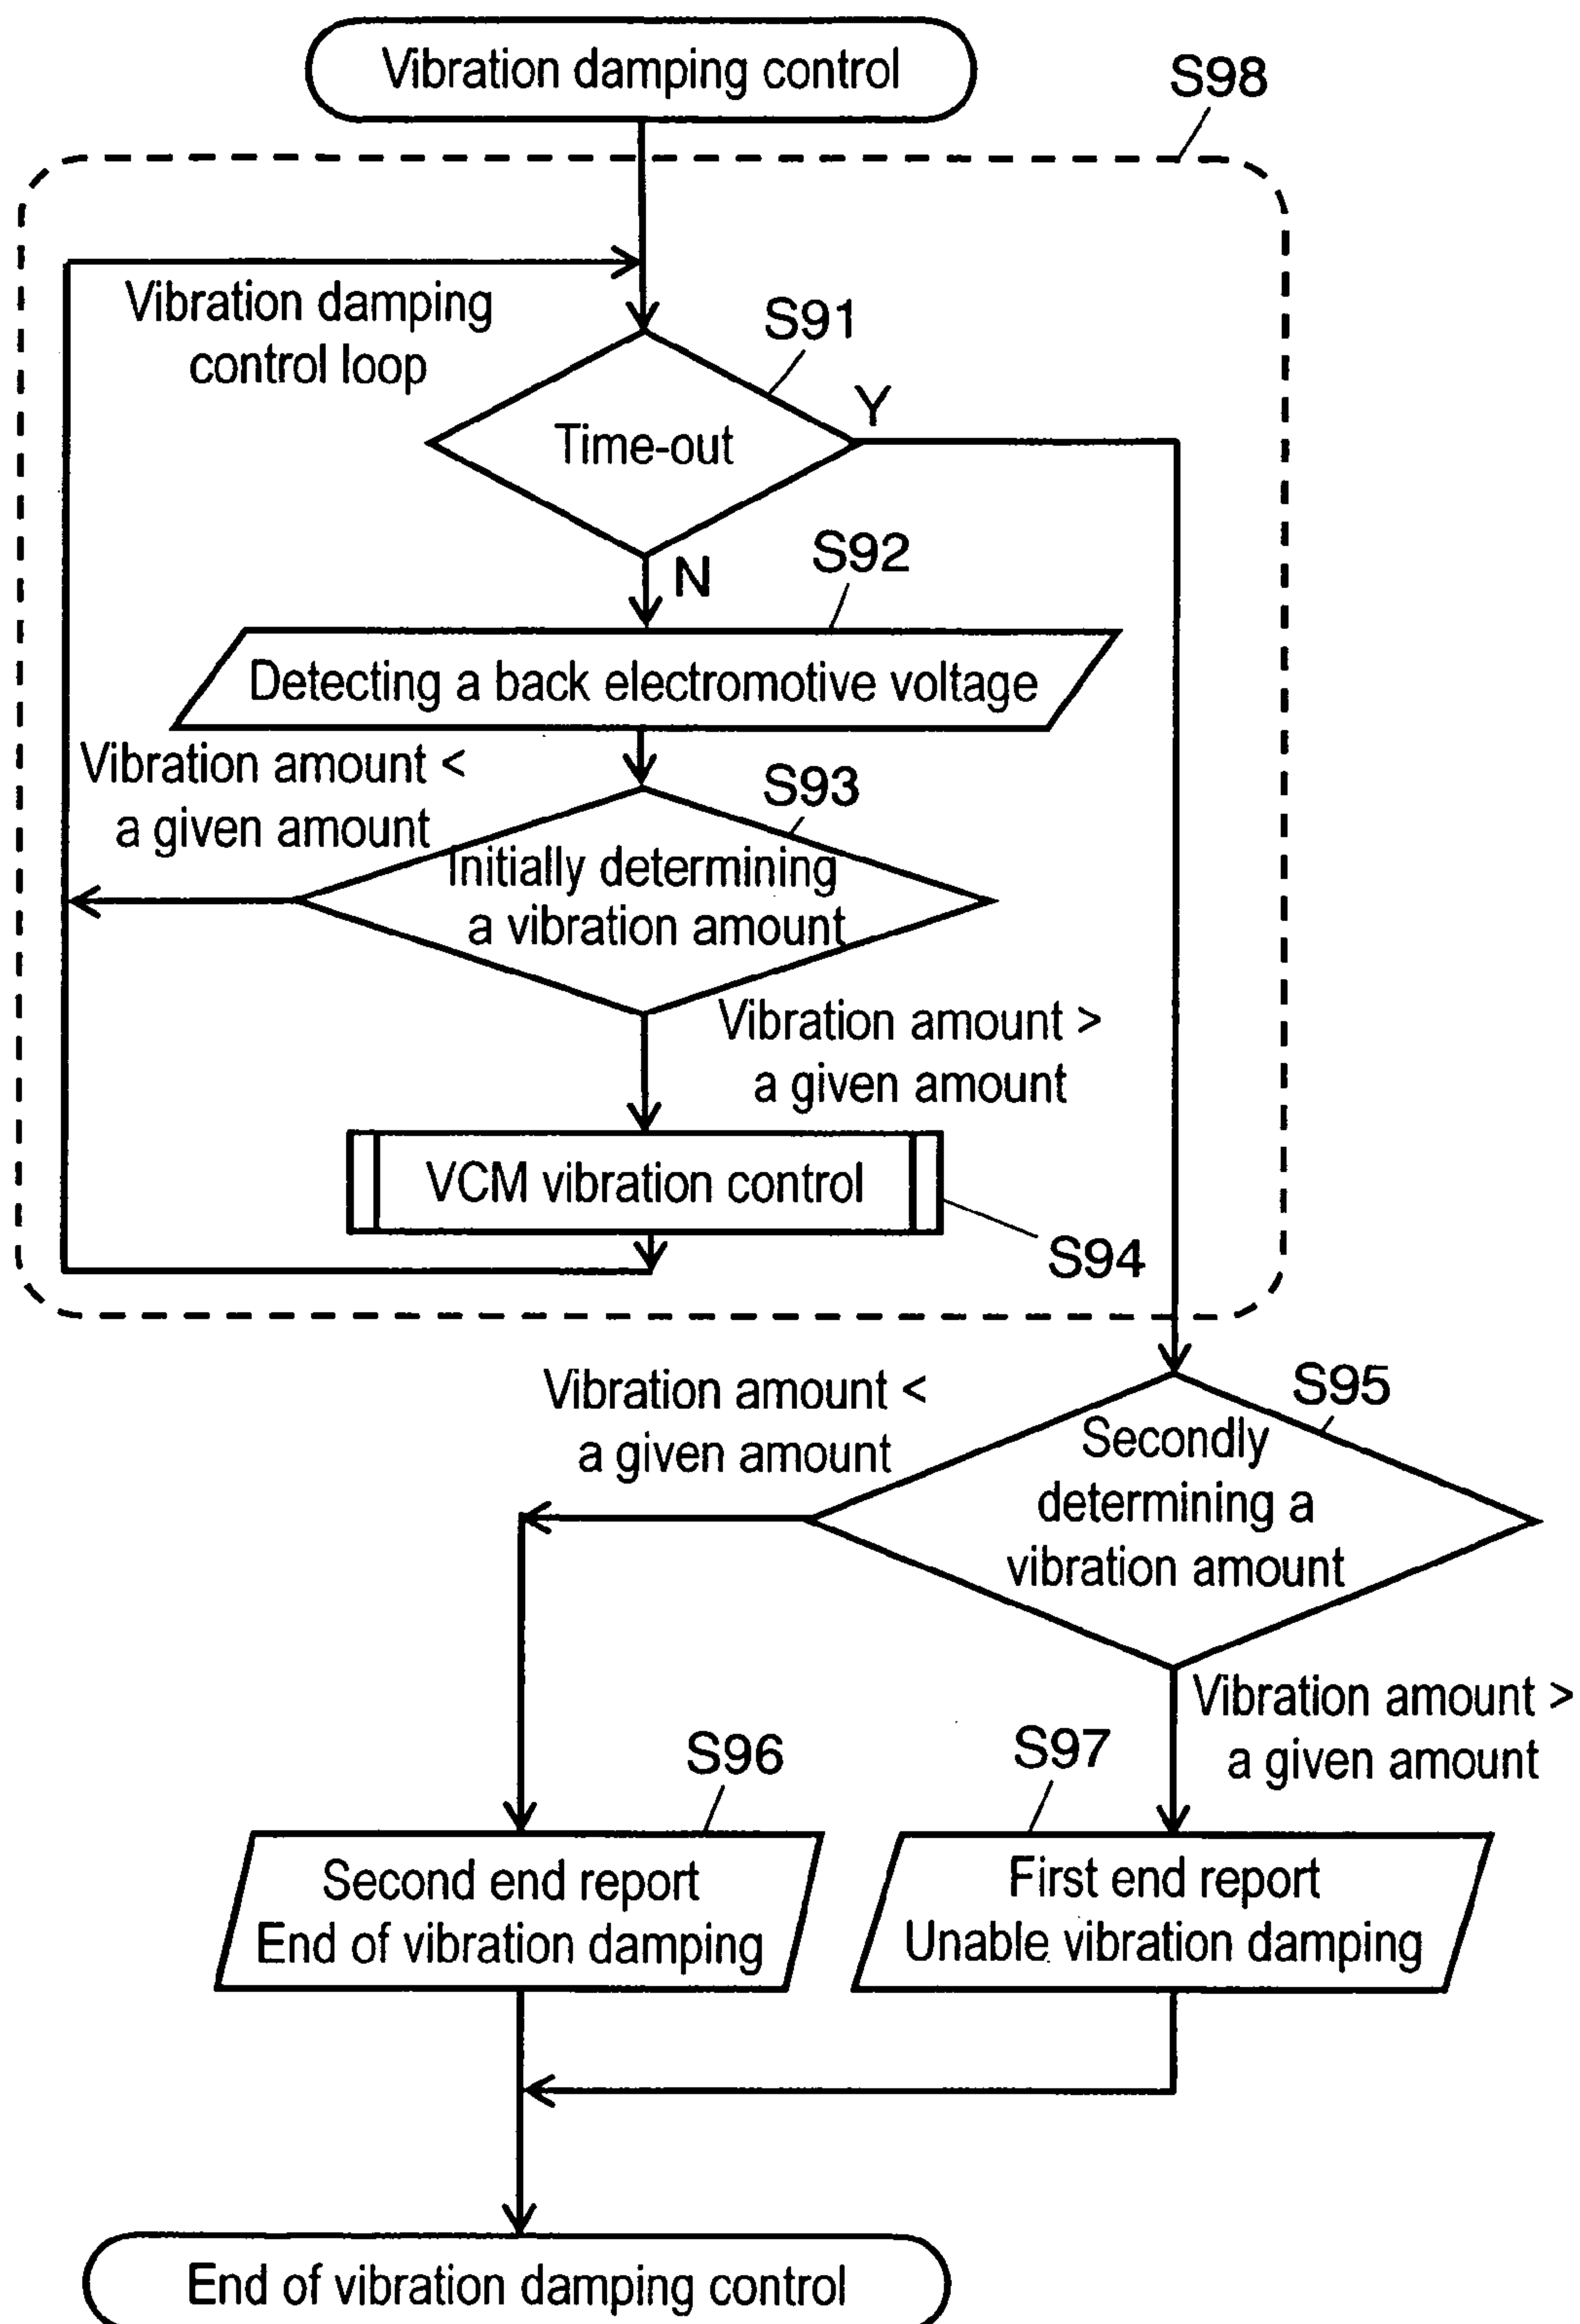 Vibration damping control
S98
Vibration damping
control loop
S91
Y
Time-out
N
S92
Detecting a back electromotive voltage
Vibration amount <
a given amount
S93
Initially determining
a vibration amount
Vibration amount >
a given amount
VCM vibration control
S94
Vibration amount <
a given amount
S95
Secondly
determining a
vibration amount
Vibration amount >
a given amount
S96
S97
Second end report
End of vibration damping
First end report
Unable vibration damping
End of vibration damping control